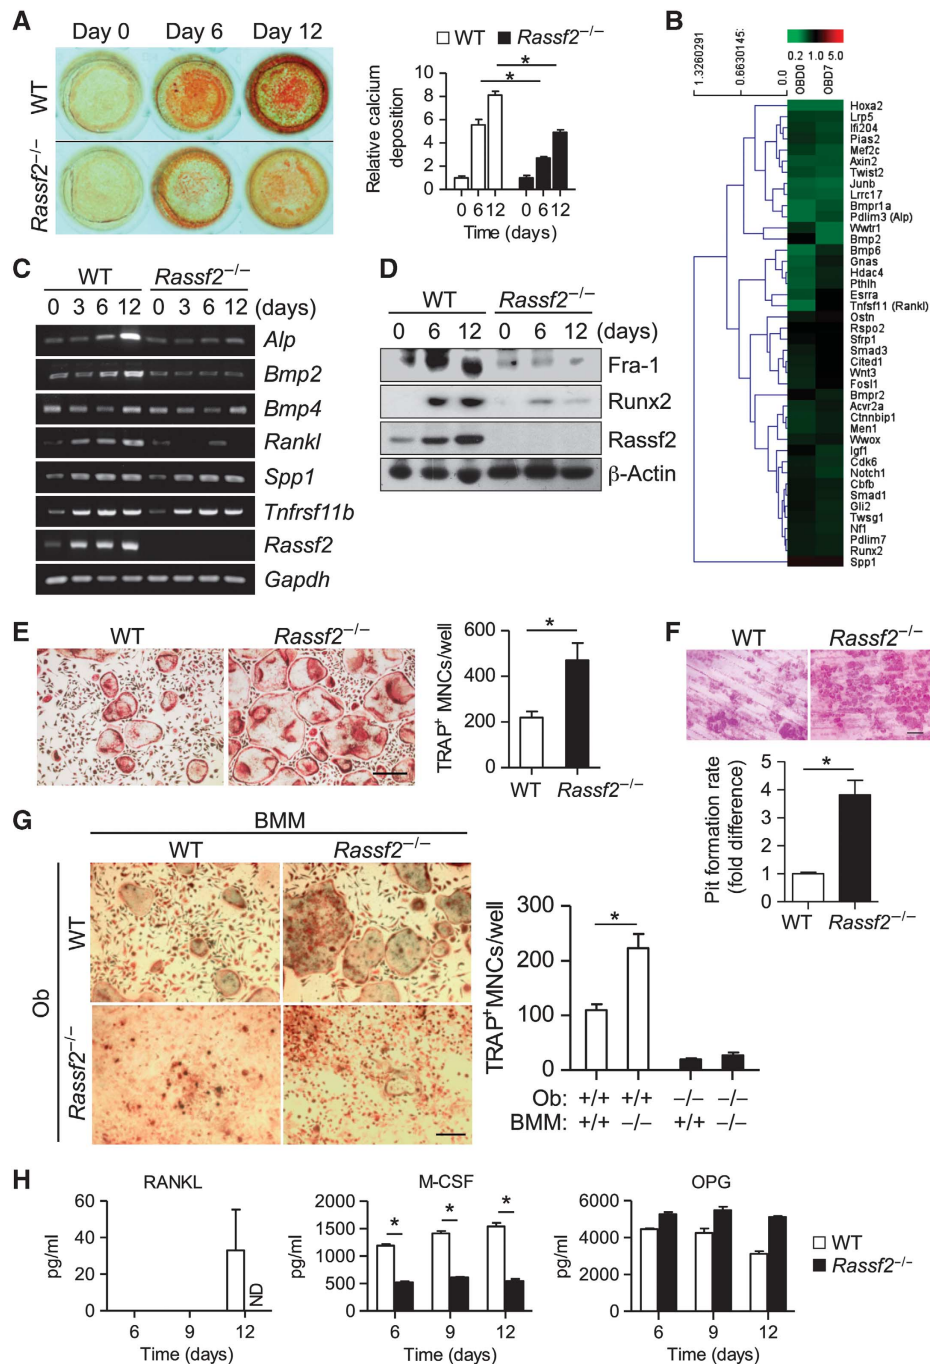 A
Day 0 Day 6 Day 12
WT
Rassf2−/−
WT Rassf2−/−
*
*
Relative calcium
deposition
10
8
6
4
2
0
0 6 12 0 6 12
Time (days)
B
1.3260291
0.6630145:
0.0
0.2 1.0 5.0
OBD0
OBD7
Hoxa2
Lrp5
Ifi204
Pias2
Mef2c
Axin2
Twist2
Junb
Lrrc17
Bmpr1a
Pdlim3 (Alp)
Wwtr1
Bmp2
Bmp6
Gnas
Hdac4
Pthlh
Esrra
Tnfsf11 (Rankl)
Ostn
Rspo2
Sfrp1
Smad3
Cited1
Wnt3
Fosl1
Bmpr2
Acvr2a
Ctnnbip1
Men1
Wwox
Igf1
Cdk6
Notch1
Cbfb
Smad1
Gli2
Twsg1
Nf1
Pdlim7
Runx2
Spp1
C
WT Rassf2−/−
0 3 6 12 0 3 6 12 (days)
Alp
Bmp2
Bmp4
Rankl
Spp1
Tnfrsf11b
Rassf2
Gapdh
D
WT Rassf2−/−
0 6 12 0 6 12 (days)
Fra-1
Runx2
Rassf2
β-Actin
E
WT Rassf2−/−
*
TRAP+ MNCs/well
600
400
200
0
WT Rassf2−/−
F
WT Rassf2−/−
*
Pit formation rate
(fold difference)
5
4
3
2
1
0
WT Rassf2−/−
G
BMM
WT Rassf2−/−
Ob
WT
Rassf2−/−
*
TRAP+MNCs/well
300
200
100
0
Ob: +/+ +/+ −/− −/−
BMM: +/+ −/− +/+ −/−
H
RANKL
pg/ml
60
40
20
0
ND
6 9 12
Time (days)
M-CSF
pg/ml
2000
1500
1000
500
0
* * *
6 9 12
Time (days)
OPG
pg/ml
6000
4000
2000
0
6 9 12
Time (days)
WT
Rassf2−/−